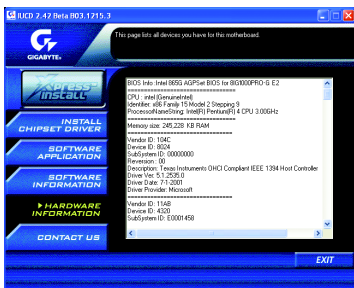 IUCD 2.42 Beta B03.1215.3
This page lists all devices you have for this motherboard.
GIGABYTE
Xpress
install
INSTALL
CHIPSET DRIVER
SOFTWARE
APPLICATION
SOFTWARE
INFORMATION
HARDWARE
INFORMATION
CONTACT US
BIOS Info :Intel 865G AGPSet BIOS for 8IG1000PRO-G E2
CPU : intel (GenuineIntel)
Identifier: x86 Family 15 Model 2 Stepping 9
ProcessorNameString: Intel(R) Pentium(R) 4 CPU 3.00GHz
Memory size: 245,228 KB RAM
Vendor ID: 104C
Device ID: 8024
SubSystem ID: 00000000
Reversion : 00
Description: Texas Instruments OHCI Compliant IEEE 1394 Host Controller
Driver Ver: 5.1.2535.0
Driver Date: 7-1-2001
Driver Provider: Microsoft
Vendor ID: 11AB
Device ID: 4320
SubSystem ID: E0001458
EXIT